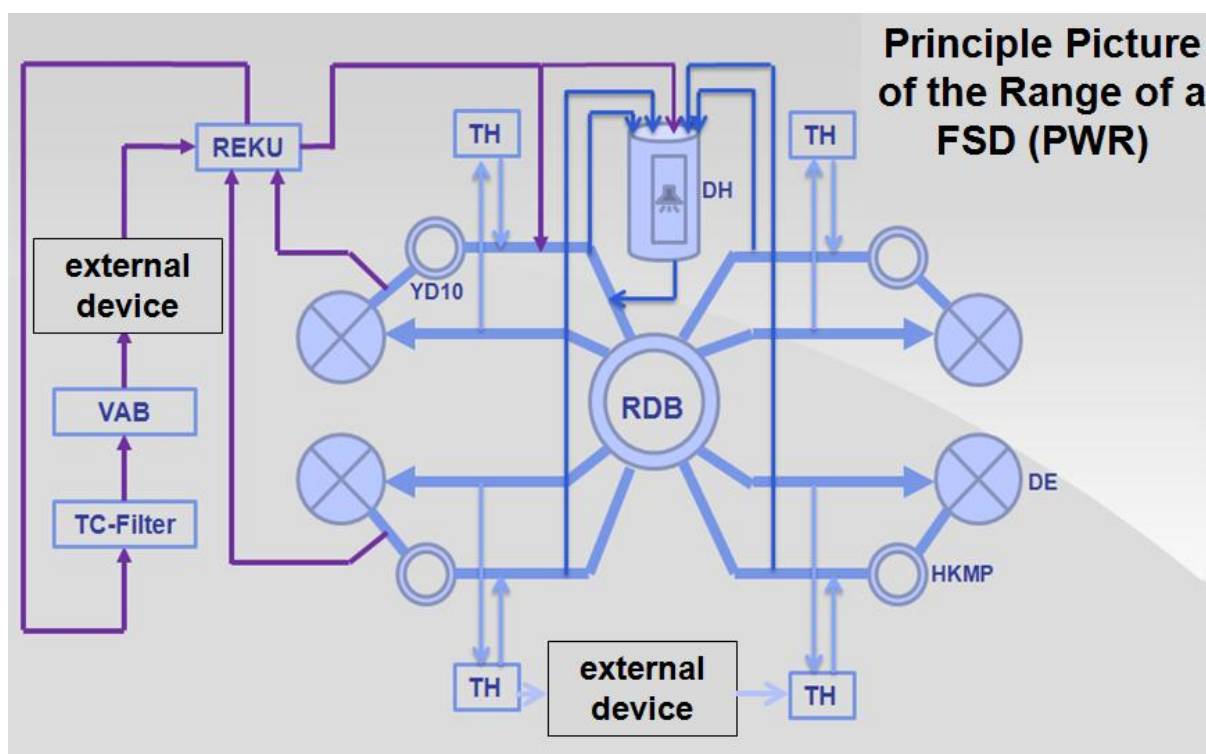 Principle Picture
of the Range of a
FSD (PWR)
TH
TH
REKU
DH
external
device
YD10
VAB
RDB
TC-Filter
DE
HKMP
external
device
TH
TH